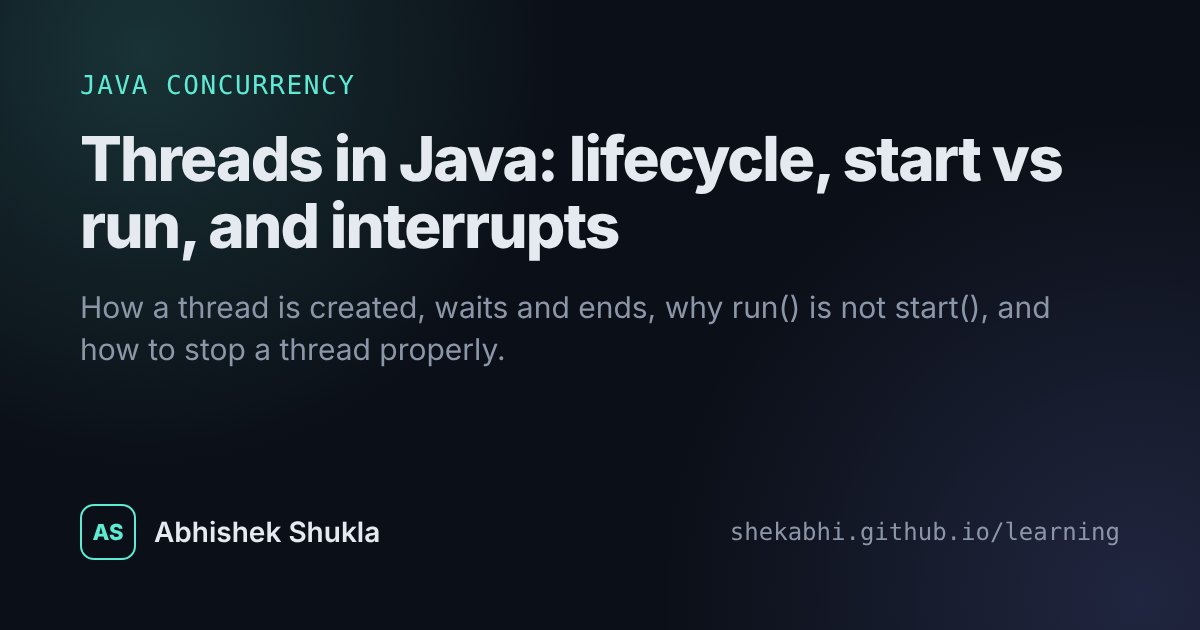 JAVA CONCURRENCY
Threads in Java: lifecycle, start vs
run, and interrupts
How a thread is created, waits and ends, why run() is not start(), and
how to stop a thread properly.
AS Abhishek Shukla
shekabhi.github.io/learning